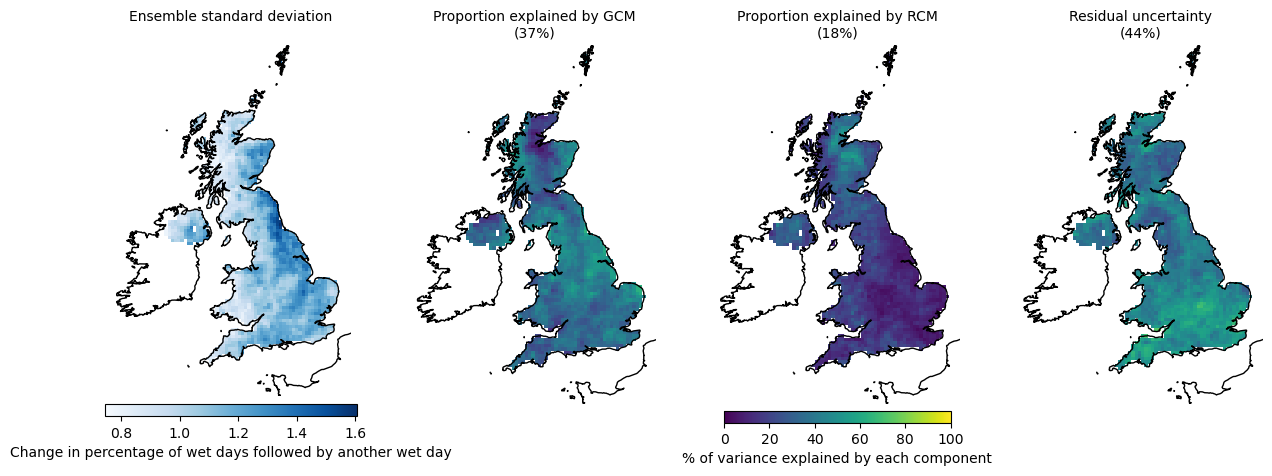 Ensemble standard deviation
Proportion explained by GCM
(37%)
Proportion explained by RCM
(18%)
Residual uncertainty
(44%)
0.8 1.0 1.2 1.4 1.6
Change in percentage of wet days followed by another wet day
0 20 40 60 80 100
% of variance explained by each component